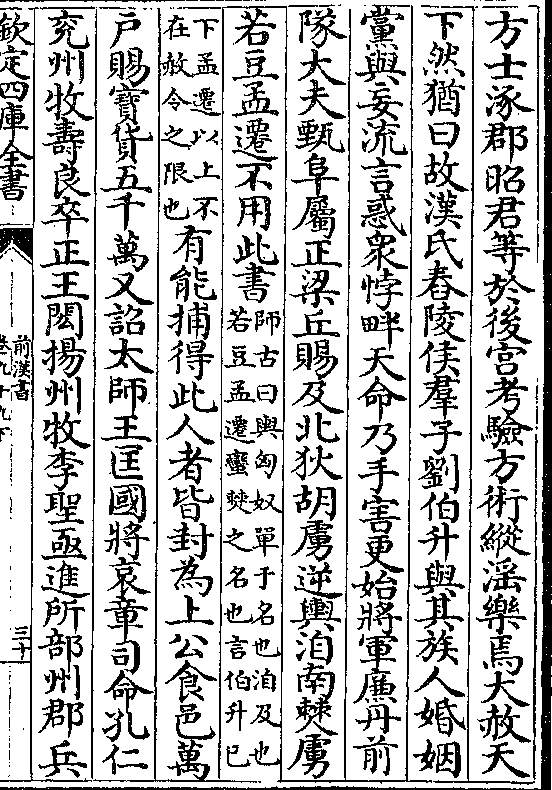 方士涿郡昭君等於後宮考驗方術縱淫樂焉大赦天
下然猶曰故漢氏舂陵侯羣子劉伯升與其族人婚姻
黨與妄流言惑衆悖畔天命乃手害更始將軍廉丹前
隊大夫甄阜屬正梁丘賜及北狄胡虜逆輿洎南僰虜
若豆孟遷不用此書師古曰輿匈奴單于名也洎及也
若豆孟遷蠻僰之名也言伯升已
下孟遷以上不
在赦令之限也有能捕得此人者皆封為上公食邑萬
户賜寶貨五千萬又詔太師王匡國將哀章司命孔仁
兖州牧壽良卒正王閎揚州牧李聖亟進所部州郡兵
欽定四庫全書
前漢書
卷九十九下
三十